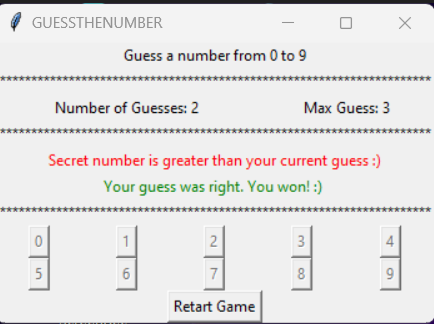 GUESSTHENUMBER
Guess a number from 0 to 9
**********************************************************************
Number of Guesses: 2 Max Guess: 3
**********************************************************************
Secret number is greater than your current guess :)
Your guess was right. You won! :)
**********************************************************************
0 1 2 3 4
5 6 7 8 9
Retart Game